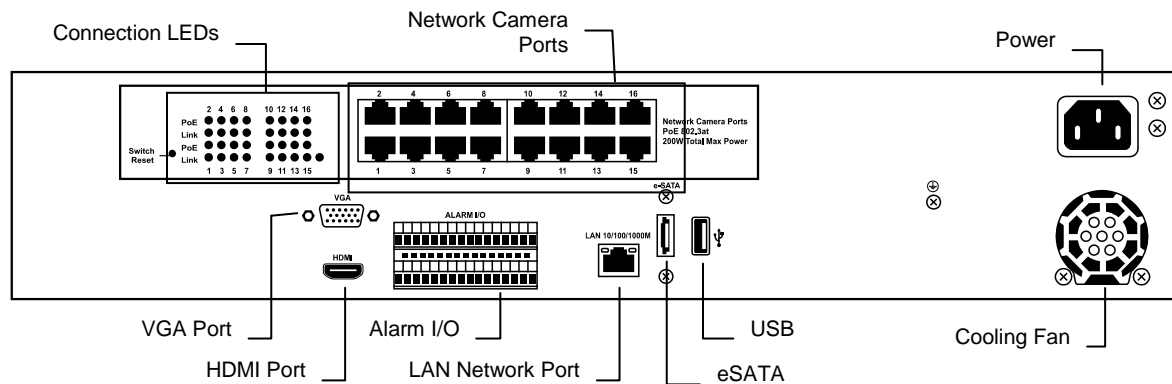 Connection LEDs
Network Camera
Ports
Power
2 4 6 8 10 12 14 16
PoE
Link
PoE
Link
1 3 5 7 9 11 13 15
Switch
Reset
2 4 6 8 10 12 14 16
1 3 5 7 9 11 13 15
Network Camera Ports
PoE 802.3at
200W Total Max Power
e-SATA
VGA
ALARM I/O
LAN 10/100/1000M
HDMI
VGA Port
Alarm I/O
USB
Cooling Fan
HDMI Port
LAN Network Port
eSATA